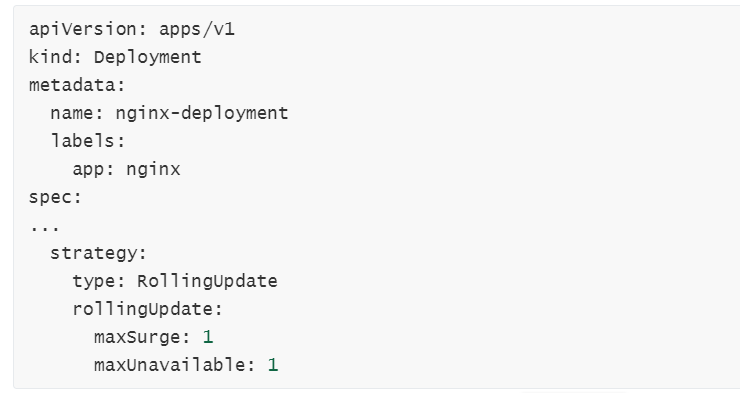 apiVersion: apps/v1
kind: Deployment
metadata:
  name: nginx-deployment
  labels:
    app: nginx
spec:
...
  strategy:
    type: RollingUpdate
    rollingUpdate:
      maxSurge: 1
      maxUnavailable: 1